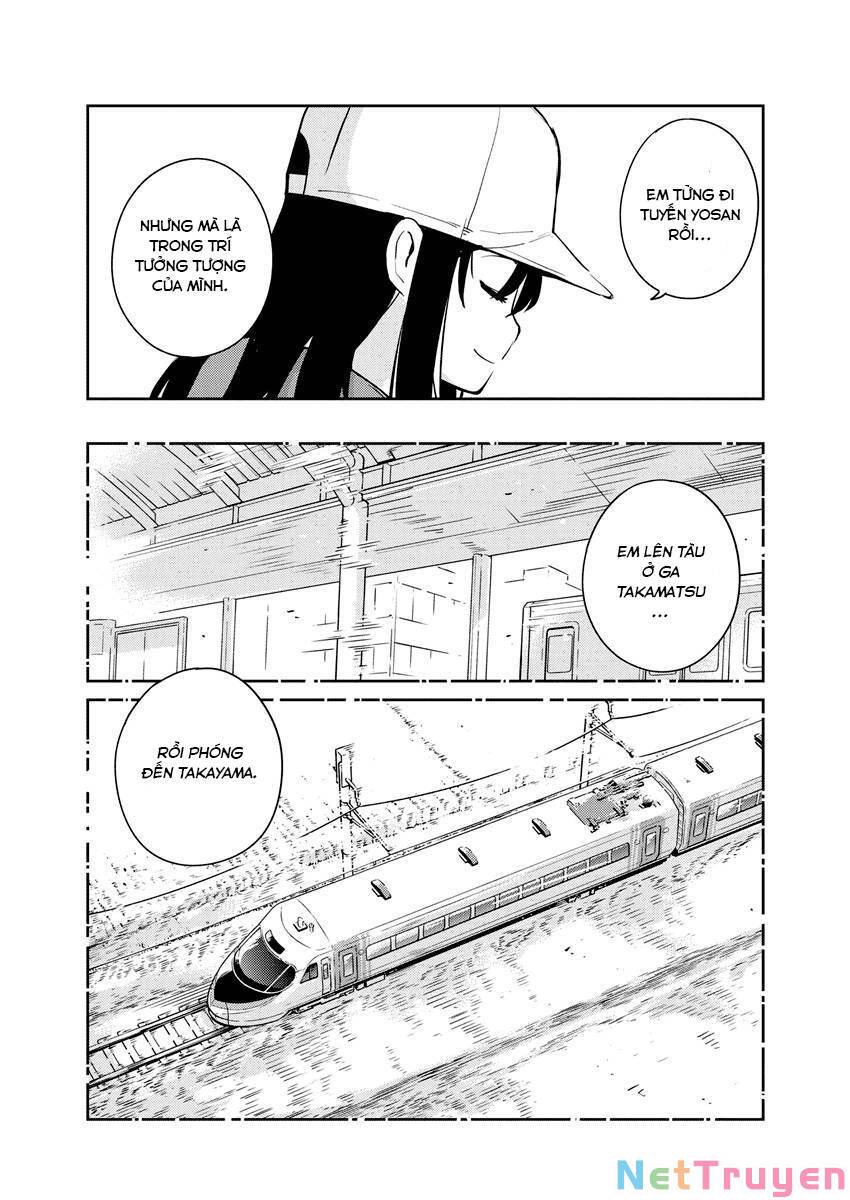 EM TỪNG ĐI
TUYẾN YOSAN
RỒI...
NHƯNG MÀ LÀ
TRONG TRÍ
TƯỞNG TƯỢNG
CỦA MÌNH.
EM LÊN TÀU
Ở GA
TAKAMATSU
...
RỒI PHÓNG
ĐẾN TAKAYAMA.
NetTruyen